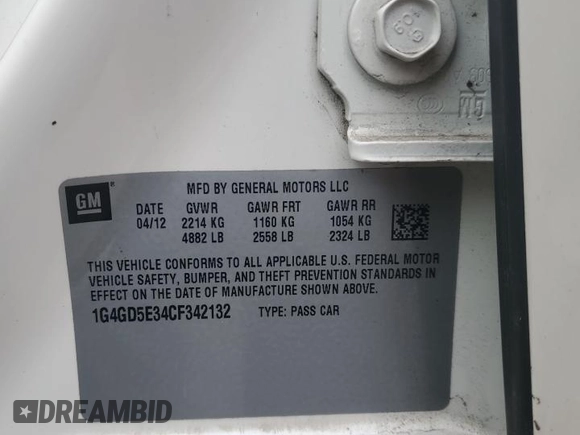 GM
MFD BY GENERAL MOTORS LLC
DATE GVWR GAWR FRT GAWR RR
04/12 2214 KG 1160 KG 1054 KG
4882 LB 2558 LB 2324 LB
THIS VEHICLE CONFORMS TO ALL APPLICABLE U.S. FEDERAL MOTOR
VEHICLE SAFETY, BUMPER, AND THEFT PREVENTION STANDARDS IN
EFFECT ON THE DATE OF MANUFACTURE SHOWN ABOVE.
1G4GD5E34CF342132 TYPE: PASS CAR
DREAMBID
GM